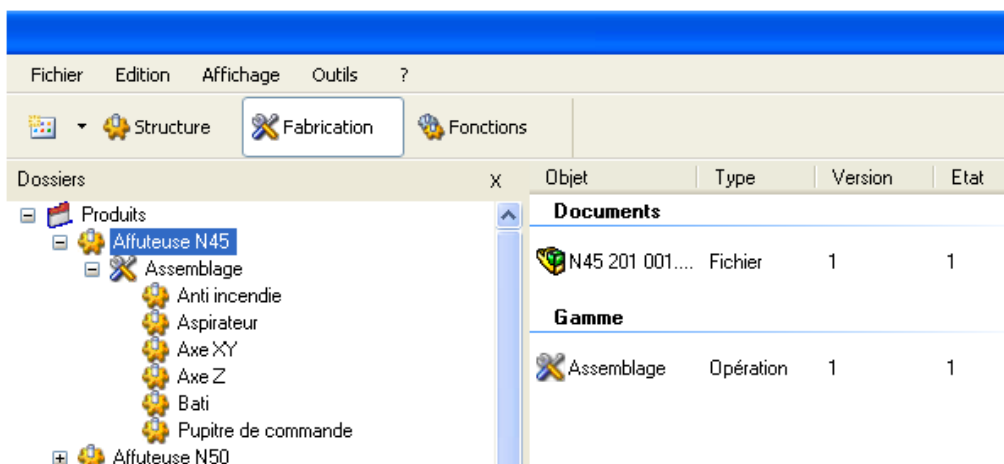 Fichier Edition Affichage Outils ?
Structure Fabrication Fonctions
Dossiers X
Produits
Affuteuse N45
Assemblage
Anti incendie
Aspirateur
Axe XY
Axe Z
Bati
Pupitre de commande
Affuteuse N50
Objet Type Version Etat
Documents
N45 201 001.... Fichier 1 1
Gamme
Assemblage Opération 1 1